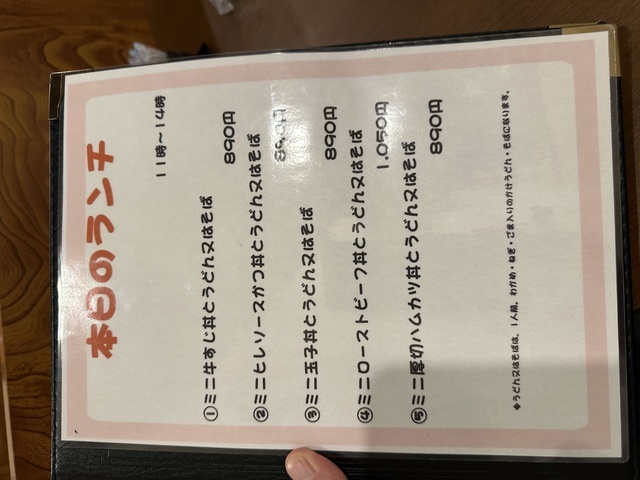 本日のランチ
11時～14時
①ミニ牛すじ丼とうどん又はそば
890円
②ミニヒレソースかつ丼とうどん又はそば
890円
③ミニ玉子丼とうどん又はそば
890円
④ミニローストビーフ丼とうどん又はそば
1,050円
⑤ミニ厚切ハムカツ丼とうどん又はそば
890円
◆うどん又はそばは、1人前。わかめ・ねぎ・ごま入りのかけうどん・そばになります。